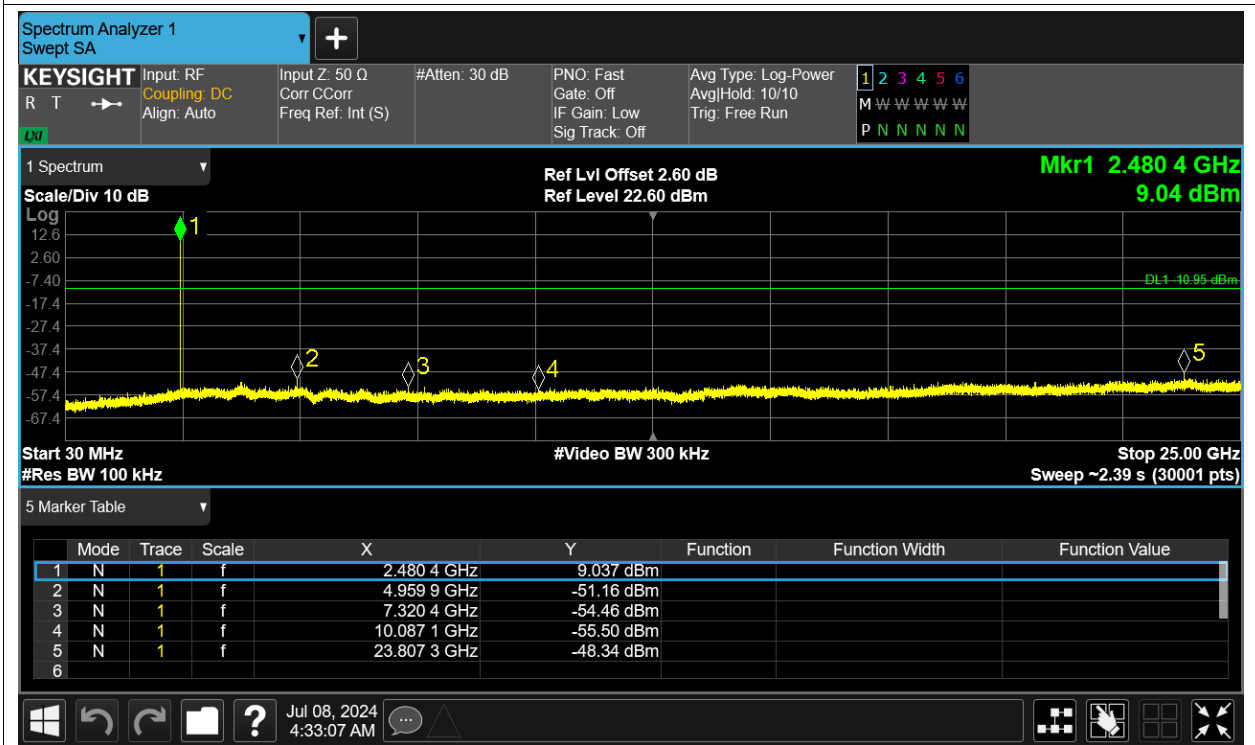 Spectrum Analyzer 1
Swept SA
+
KEYSIGHT
R T
LXI
Input: RF
Coupling: DC
Align: Auto
Input Z: 50 Ω
Corr CCorr
Freq Ref: Int (S)
#Atten: 30 dB
PNO: Fast
Gate: Off
IF Gain: Low
Sig Track: Off
Avg Type: Log-Power
Avg|Hold: 10/10
Trig: Free Run
1 2 3 4 5 6
M W W W W W
P N N N N N
1 Spectrum
Scale/Div 10 dB
Ref Lvl Offset 2.60 dB
Ref Level 22.60 dBm
Mkr1 2.480 4 GHz
9.04 dBm
Log
12.6
2.60
-7.40
-17.4
-27.4
-37.4
-47.4
-57.4
-67.4
1
2
3
4
5
DL1 -10.95 dBm
Start 30 MHz
#Res BW 100 kHz
#Video BW 300 kHz
Stop 25.00 GHz
Sweep ~2.39 s (30001 pts)
5 Marker Table
Mode Trace Scale X Y Function Function Width Function Value
1 N 1 f 2.480 4 GHz 9.037 dBm
2 N 1 f 4.959 9 GHz -51.16 dBm
3 N 1 f 7.320 4 GHz -54.46 dBm
4 N 1 f 10.087 1 GHz -55.50 dBm
5 N 1 f 23.807 3 GHz -48.34 dBm
6
?
Jul 08, 2024
4:33:07 AM